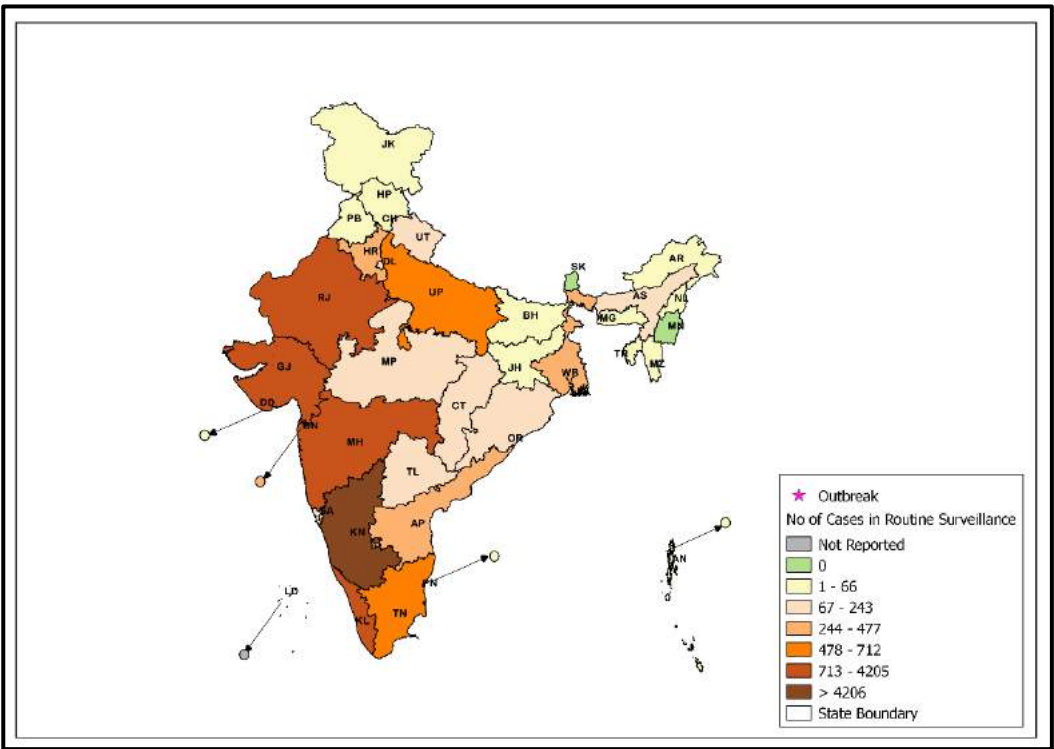 JK
HP
PB
CH
UT
HR
DL
AR
SK
RJ
UP
AS
NL
BH
MG
MN
TR
MZ
MP
JH
WB
GJ
CT
DD
DN
OR
MH
TL
GA
AP
KN
AN
LD
PN
TN
KL
Outbreak
No of Cases in Routine Surveillance
Not Reported
0
1 - 66
67 - 243
244 - 477
478 - 712
713 - 4205
> 4206
State Boundary